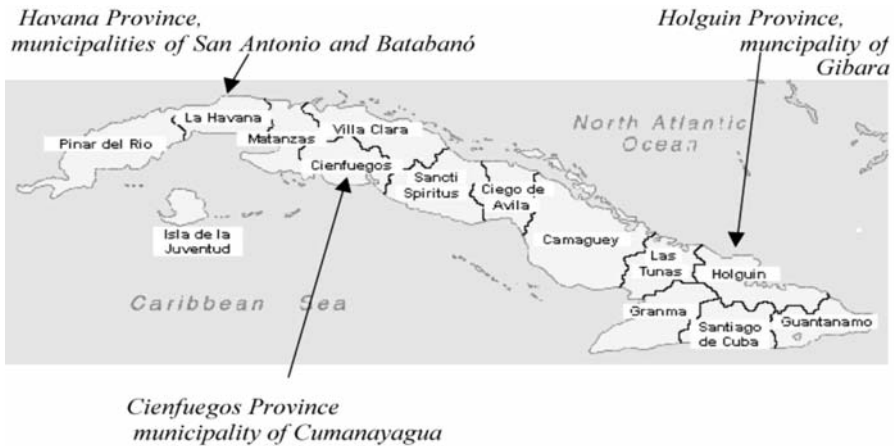 Havana Province,
municipalities of San Antonio and Batabanó
Holguin Province,
muncipality of
Gibara
La Havana
Pinar del Rio
Matanzas
Villa Clara
Cienfuegos
Sancti
Spiritus
Ciego de
Avila
North Atlantic
Ocean
Isla de la
Juventud
Camaguey
Las
Tunas
Holguin
Caribbean Sea
Granma
Santiago
de Cuba
Guantanamo
Cienfuegos Province
municipality of Cumanayagua